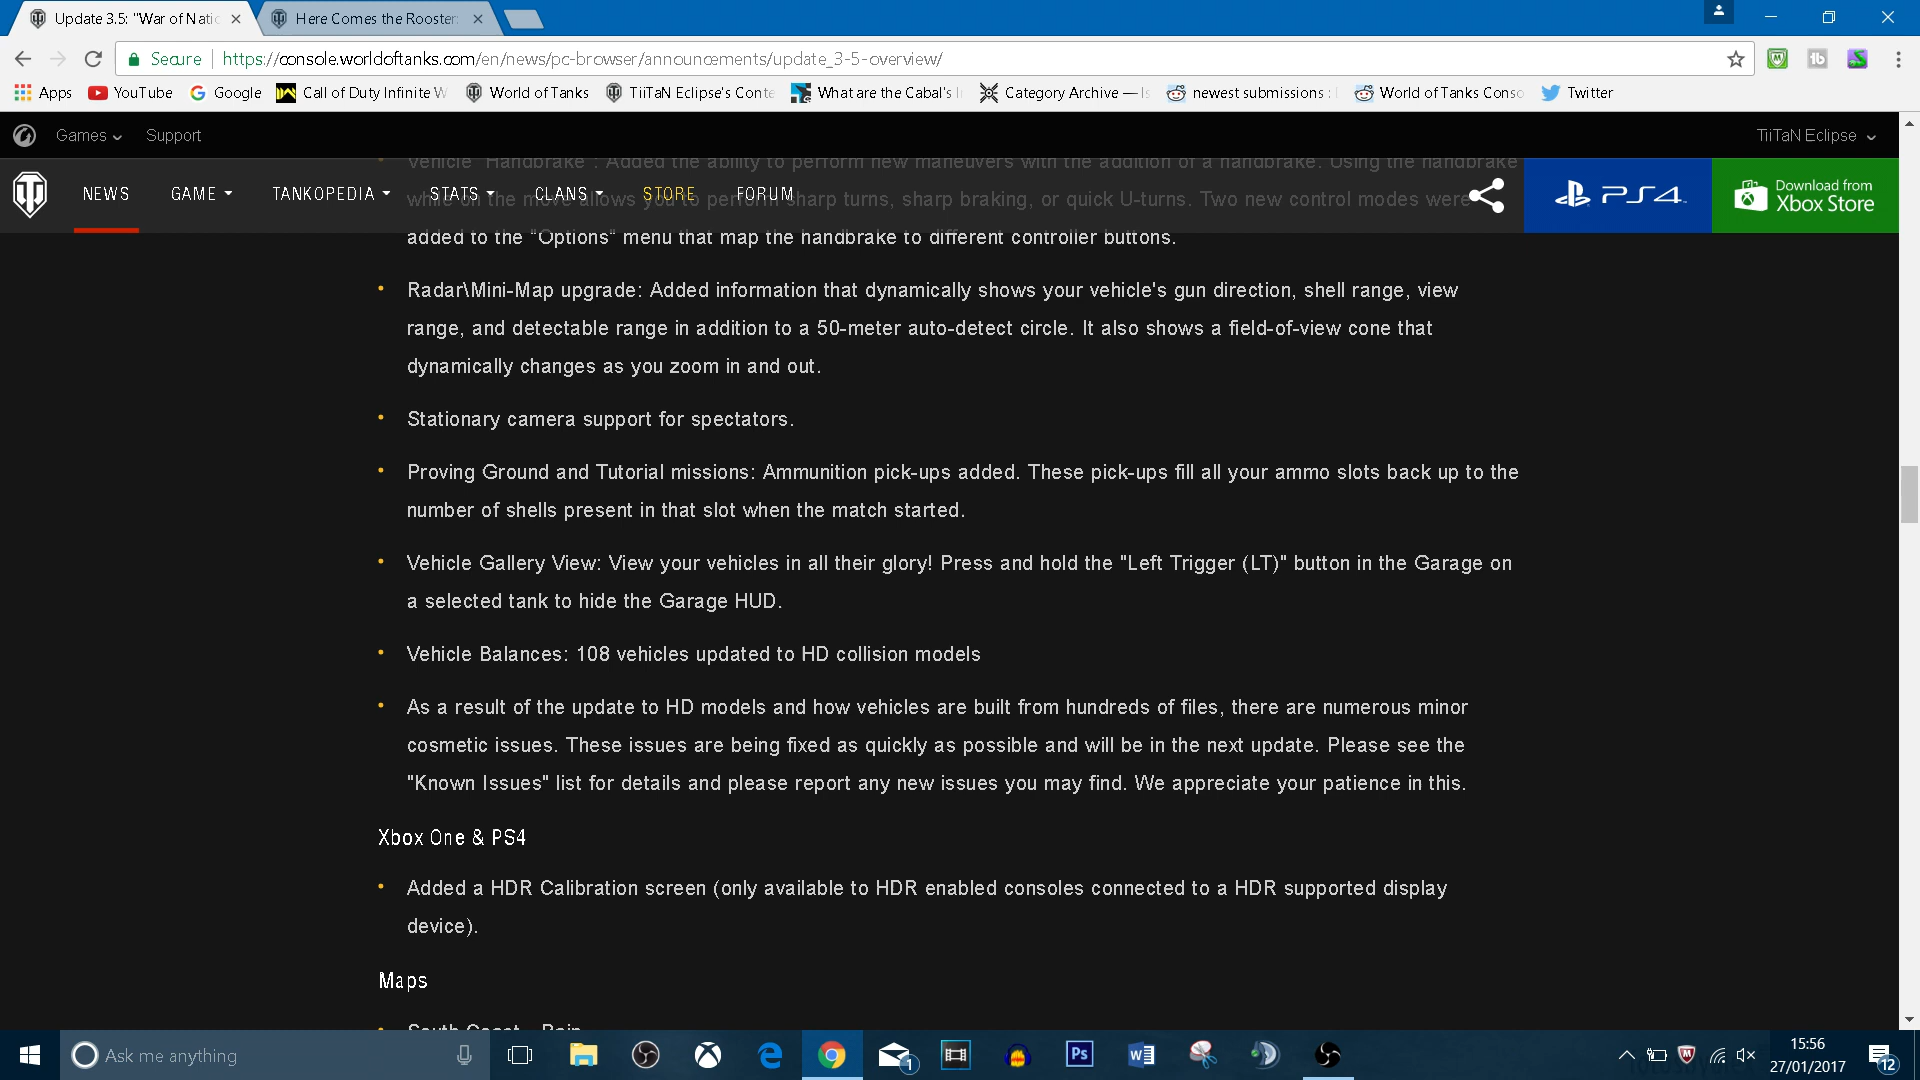 Update 3.5: "War of Natio
Here Comes the Rooster:
Secure
https://console.worldoftanks.com/en/news/pc-browser/announcements/update_3-5-overview/
Apps
YouTube
Google
Call of Duty Infinite W
World of Tanks
TiiTaN Eclipse's Conte
What are the Cabal's I
Category Archive — Is
newest submissions :
World of Tanks Conso
Twitter
Games
Support
TiiTaN Eclipse
Vehicle "Handbrake": Added the ability to perform new maneuvers with the addition of a handbrake. Using the handbrake
NEWS
GAME
TANKOPEDIA
STATS
CLANS
STORE
FORUM
PS4
Download from
Xbox Store
while on the move allows you to perform sharp turns, sharp braking, or quick U-turns. Two new control modes were
added to the "Options" menu that map the handbrake to different controller buttons.
Radar\Mini-Map upgrade: Added information that dynamically shows your vehicle's gun direction, shell range, view
range, and detectable range in addition to a 50-meter auto-detect circle. It also shows a field-of-view cone that
dynamically changes as you zoom in and out.
Stationary camera support for spectators.
Proving Ground and Tutorial missions: Ammunition pick-ups added. These pick-ups fill all your ammo slots back up to the
number of shells present in that slot when the match started.
Vehicle Gallery View: View your vehicles in all their glory! Press and hold the "Left Trigger (LT)" button in the Garage on
a selected tank to hide the Garage HUD.
Vehicle Balances: 108 vehicles updated to HD collision models
As a result of the update to HD models and how vehicles are built from hundreds of files, there are numerous minor
cosmetic issues. These issues are being fixed as quickly as possible and will be in the next update. Please see the
"Known Issues" list for details and please report any new issues you may find. We appreciate your patience in this.
Xbox One & PS4
Added a HDR Calibration screen (only available to HDR enabled consoles connected to a HDR supported display
device).
Maps
South Coast - Rain
Ask me anything
1
Ps
15:56
27/01/2017
12